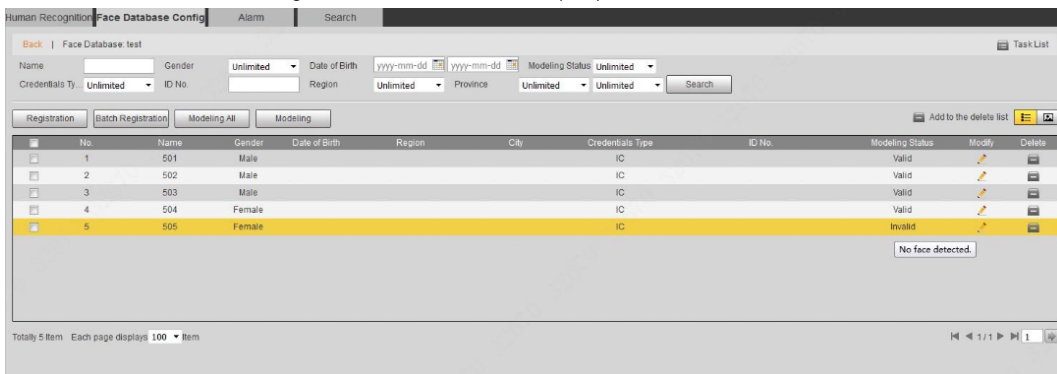 Human Recognition Face Database Config Alarm Search
Back | Face Database: test Task List
Name Gender Unlimited Date of Birth yyyy-mm-dd yyyy-mm-dd Modeling Status Unlimited
Credentials Ty... Unlimited ID No. Region Unlimited Province Unlimited Unlimited Search
Registration Batch Registration Modeling All Modeling Add to the delete list
No. Name Gender Date of Birth Region City Credentials Type ID No. Modeling Status Modify Delete
1 501 Male IC Valid
2 502 Male IC Valid
3 503 Male IC Valid
4 504 Female IC Valid
5 505 Female IC Invalid
No face detected.
Totally 5 Item Each page displays 100 Item 1/1 1